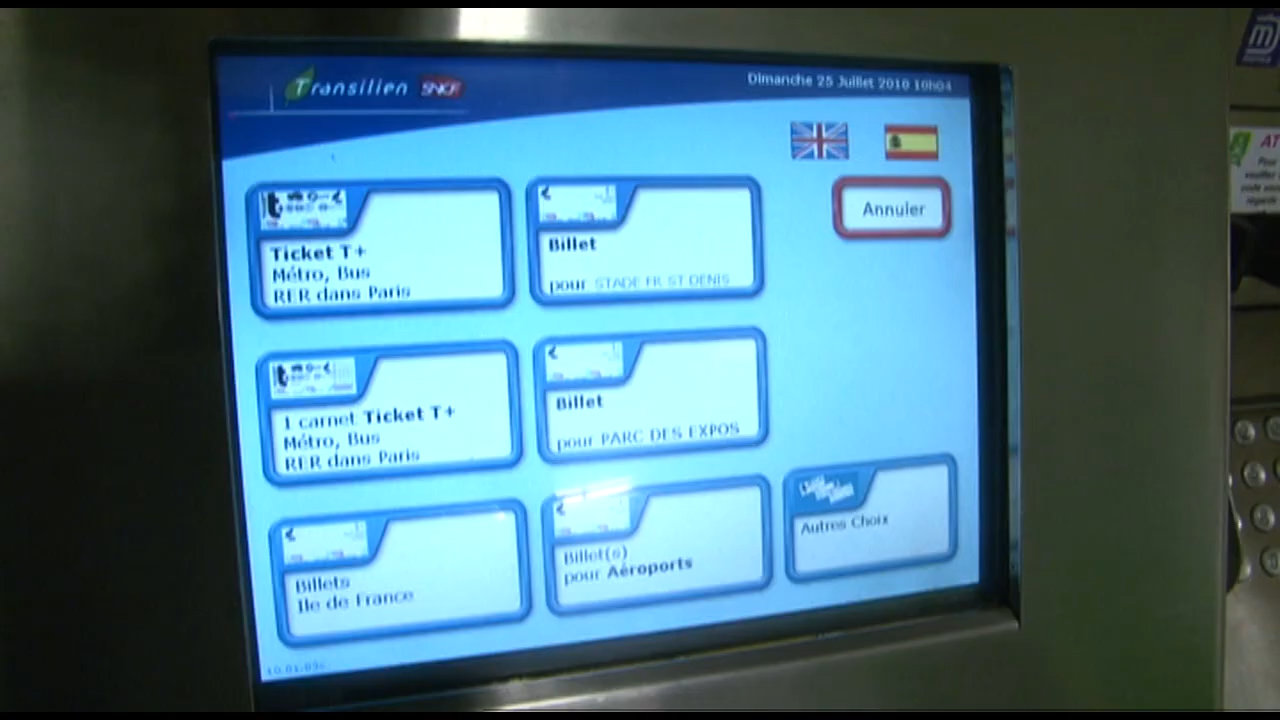 Transilien SNCF
Dimanche 25 Juillet 2010 10h04
Ticket T+
Métro, Bus
RER dans Paris
Billet
pour STADE FR ST DENIS
Annuler
1 carnet Ticket T+
Métro, Bus
RER dans Paris
Billet
pour PARC DES EXPOS
Billets
Ile de France
Billet(s)
pour Aéroports
Autres Choix
AT
Pour